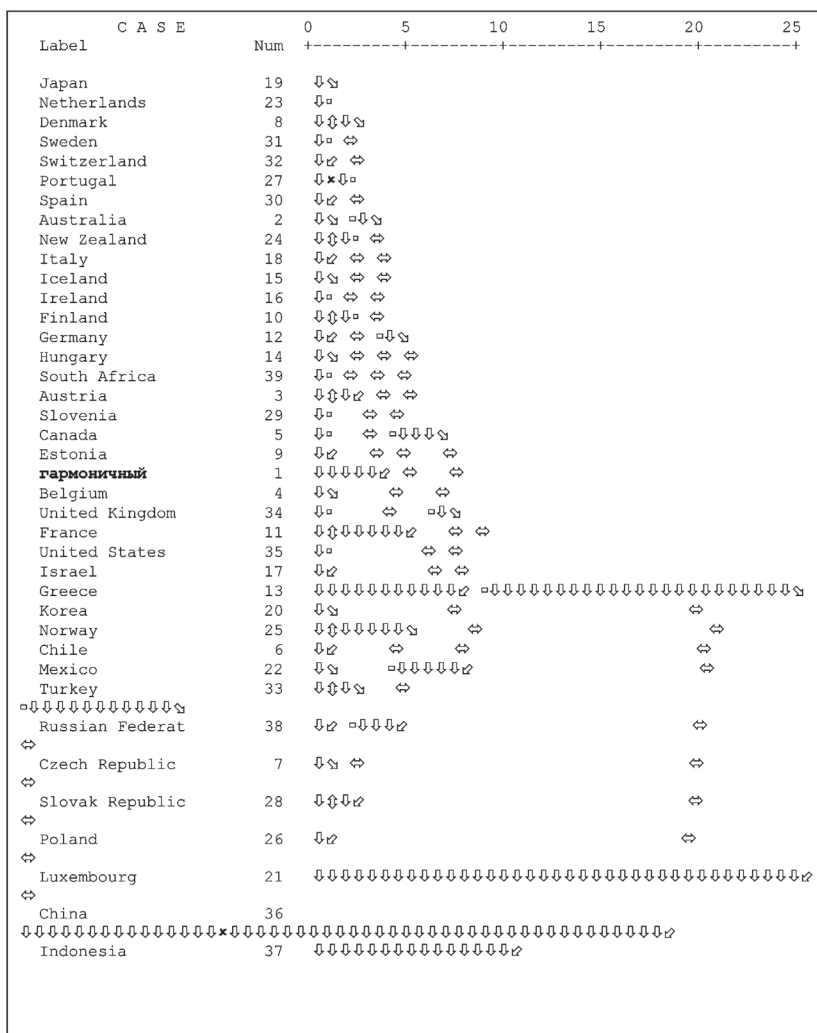 C A S E 0 5 10 15 20 25
Label Num +---------+---------+---------+---------+---------+
Japan 19 ⇩⬂
Netherlands 23 ⇩▫
Denmark 8 ⇩⇕⇩⬂
Sweden 31 ⇩▫ ⇔
Switzerland 32 ⇩⬃ ⇔
Portugal 27 ⇩×⇩▫
Spain 30 ⇩⬃ ⇔
Australia 2 ⇩⬂ ▫⇩⬂
New Zealand 24 ⇩⇕⇩▫ ⇔
Italy 18 ⇩⬃ ⇔ ⇔
Iceland 15 ⇩⬂ ⇔ ⇔
Ireland 16 ⇩▫ ⇔ ⇔
Finland 10 ⇩⇕⇩▫ ⇔
Germany 12 ⇩⬃ ⇔ ▫⇩⬂
Hungary 14 ⇩⬂ ⇔ ⇔ ⇔
South Africa 39 ⇩▫ ⇔ ⇔ ⇔
Austria 3 ⇩⇕⇩⬃ ⇔ ⇔
Slovenia 29 ⇩▫ ⇔ ⇔
Canada 5 ⇩▫ ⇔ ▫⇩⇩⇩⬂
Estonia 9 ⇩⬃ ⇔ ⇔ ⇔
гармоничный 1 ⇩⇩⇩⇩⇩⬃ ⇔ ⇔
Belgium 4 ⇩⬂ ⇔ ⇔
United Kingdom 34 ⇩▫ ⇔ ▫⇩⬂
France 11 ⇩⇕⇩⇩⇩⇩⇩⬃ ⇔ ⇔
United States 35 ⇩▫ ⇔ ⇔
Israel 17 ⇩⬃ ⇔ ⇔
Greece 13 ⇩⇩⇩⇩⇩⇩⇩⇩⇩⇩⇩⬃ ▫⇩⇩⇩⇩⇩⇩⇩⇩⇩⇩⇩⇩⇩⇩⇩⇩⇩⇩⇩⇩⇩⬂
Korea 20 ⇩⬂ ⇔ ⇔
Norway 25 ⇩⇕⇩⇩⇩⇩⇩⬂ ⇔ ⇔
Chile 6 ⇩⬃ ⇔ ⇔ ⇔
Mexico 22 ⇩⬂ ▫⇩⇩⇩⇩⇩⬃ ⇔
Turkey 33 ⇩⇕⇩⬂ ⇔
▫⇩⇩⇩⇩⇩⇩⇩⇩⇩⇩⇩⬂
Russian Federat 38 ⇩⬃ ▫⇩⇩⇩⬃ ⇔
⇔
Czech Republic 7 ⇩⬂ ⇔ ⇔
⇔
Slovak Republic 28 ⇩⇕⇩⬃ ⇔
⇔
Poland 26 ⇩⬃ ⇔
⇔
Luxembourg 21 ⇩⇩⇩⇩⇩⇩⇩⇩⇩⇩⇩⇩⇩⇩⇩⇩⇩⇩⇩⇩⇩⇩⇩⇩⇩⇩⇩⇩⇩⇩⇩⇩⇩⇩⇩⇩⇩⬃
⇔
China 36
⇩⇩⇩⇩⇩⇩⇩⇩⇩⇩⇩⇩⇩⇩⇩×⇩⇩⇩⇩⇩⇩⇩⇩⇩⇩⇩⇩⇩⇩⇩⇩⇩⇩⇩⇩⇩⇩⇩⇩⇩⇩⇩⇩⇩⇩⇩⇩⇩⬃
Indonesia 37 ⇩⇩⇩⇩⇩⇩⇩⇩⇩⇩⇩⇩⇩⇩⇩⬃